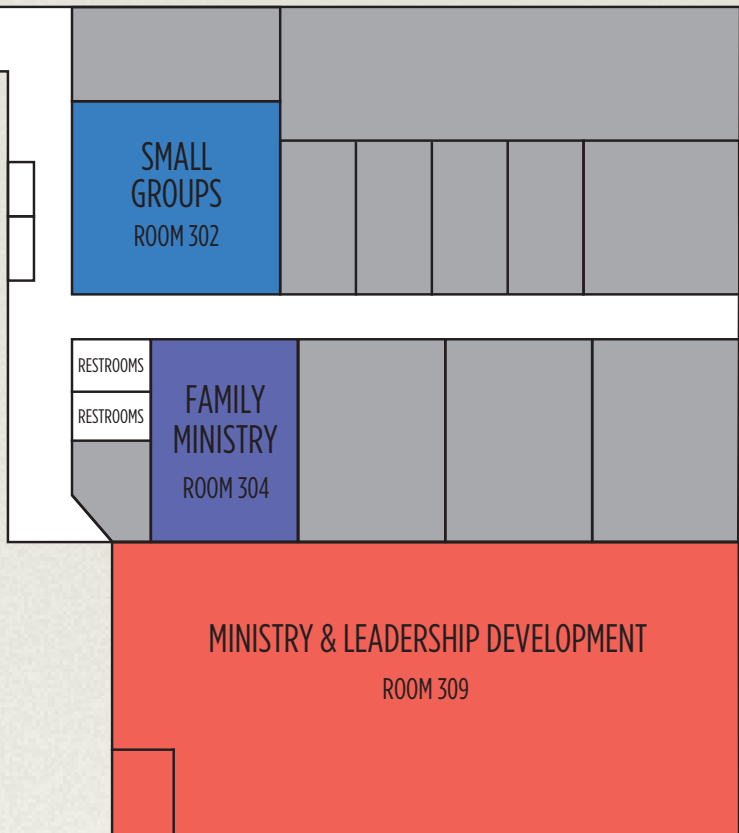 SMALL
GROUPS
ROOM 302
RESTROOMS
RESTROOMS
FAMILY
MINISTRY
ROOM 304
MINISTRY & LEADERSHIP DEVELOPMENT
ROOM 309